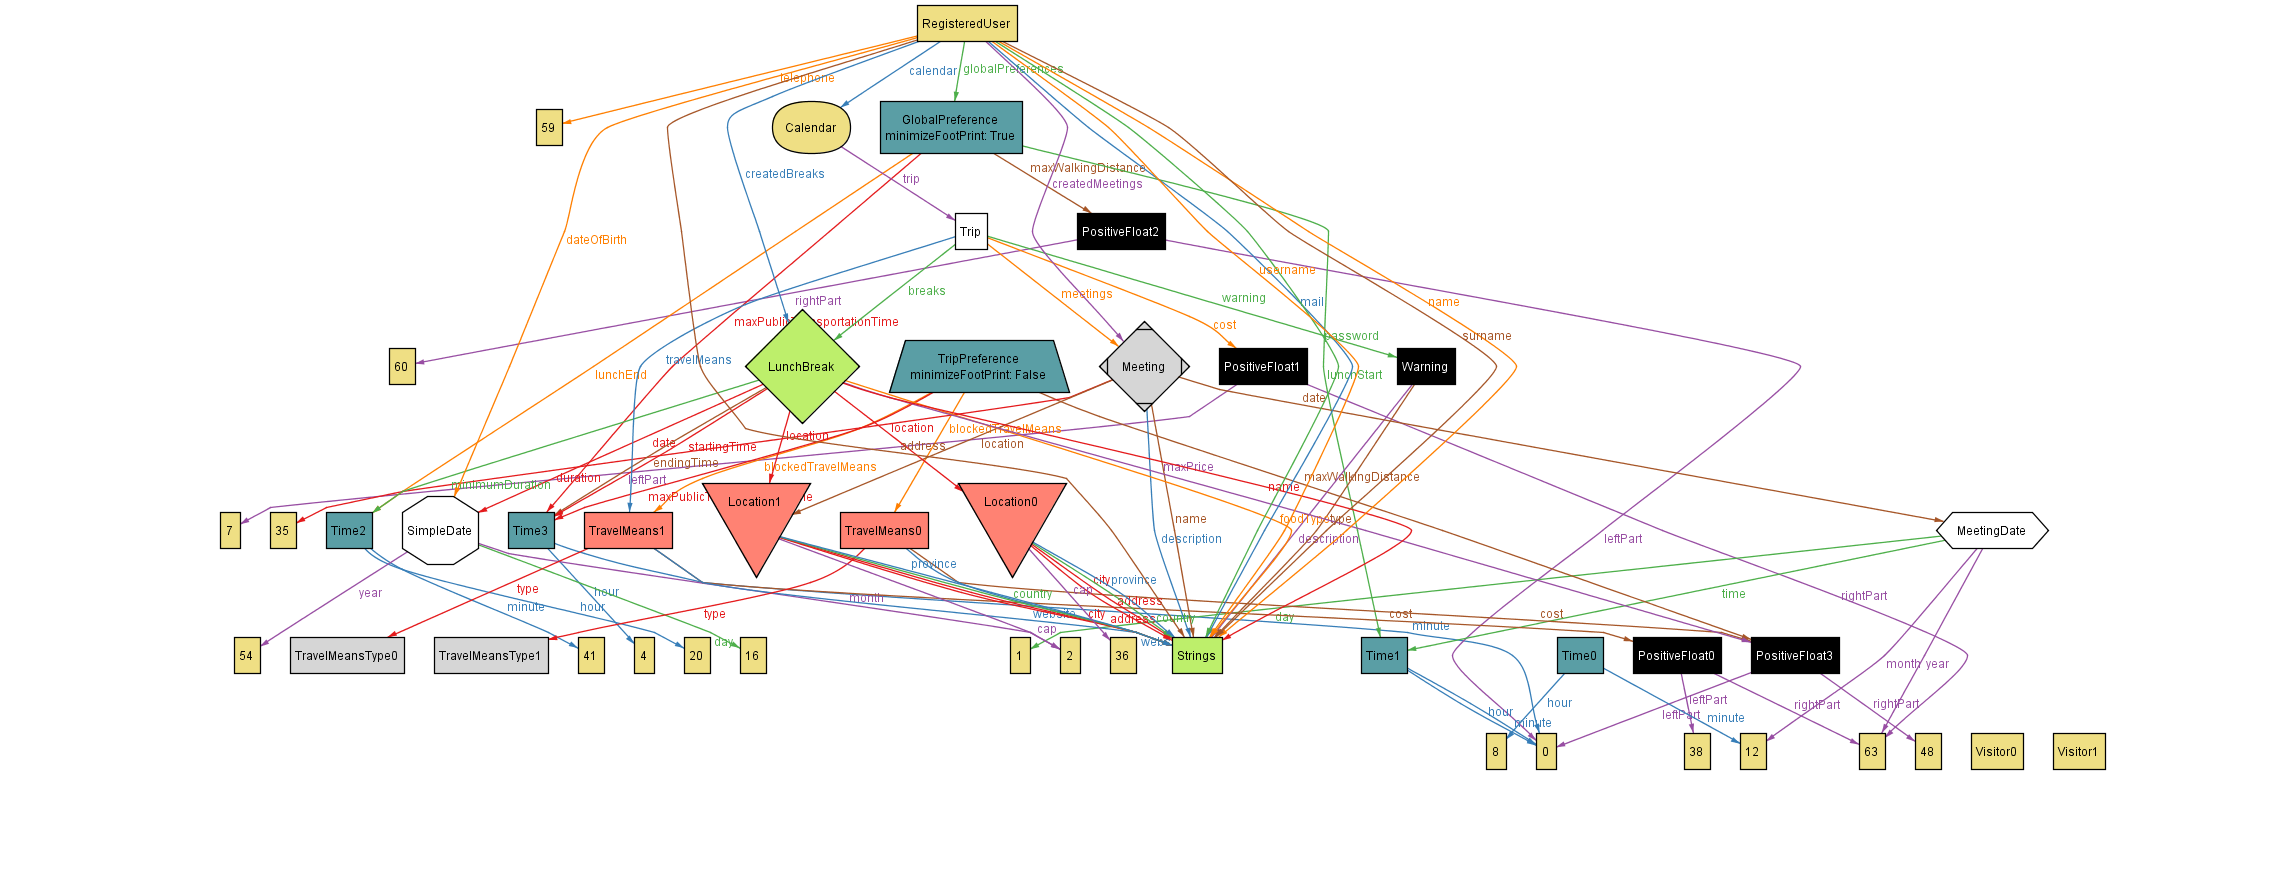 RegisteredUser
telephone
calendar
globalPreferences
59
Calendar
GlobalPreference
minimizeFootPrint: True
createdBreaks
trip
maxWalkingDistance
createdMeetings
dateOfBirth
Trip
PositiveFloat2
username
breaks
meetings
warning
rightPart
mail
name
maxPublicTransportationTime
cost
password
surname
travelMeans
lunchEnd
60
LunchBreak
TripPreference
minimizeFootPrint: False
Meeting
PositiveFloat1
Warning
lunchStart
date
blockedTravelMeans
location
location
date
startingTime
address
location
endingTime
blockedTravelMeans
maxPrice
duration
leftPart
minimumDuration
maxWalkingDistance
name
7
35
Time2
SimpleDate
Time3
TravelMeans1
Location1
TravelMeans0
Location0
name
foodType
type
MeetingDate
description
description
leftPart
province
city
province
year
type
minute
hour
hour
month
country
cap
address
time
rightPart
type
website
city
address
country
day
cost
cost
minute
cap
day
54
TravelMeansType0
TravelMeansType1
41
4
20
16
1
2
36
Strings
Time1
Time0
PositiveFloat0
PositiveFloat3
month
year
hour
minute
hour
leftPart
leftPart
minute
rightPart
rightPart
8
0
38
12
63
48
Visitor0
Visitor1